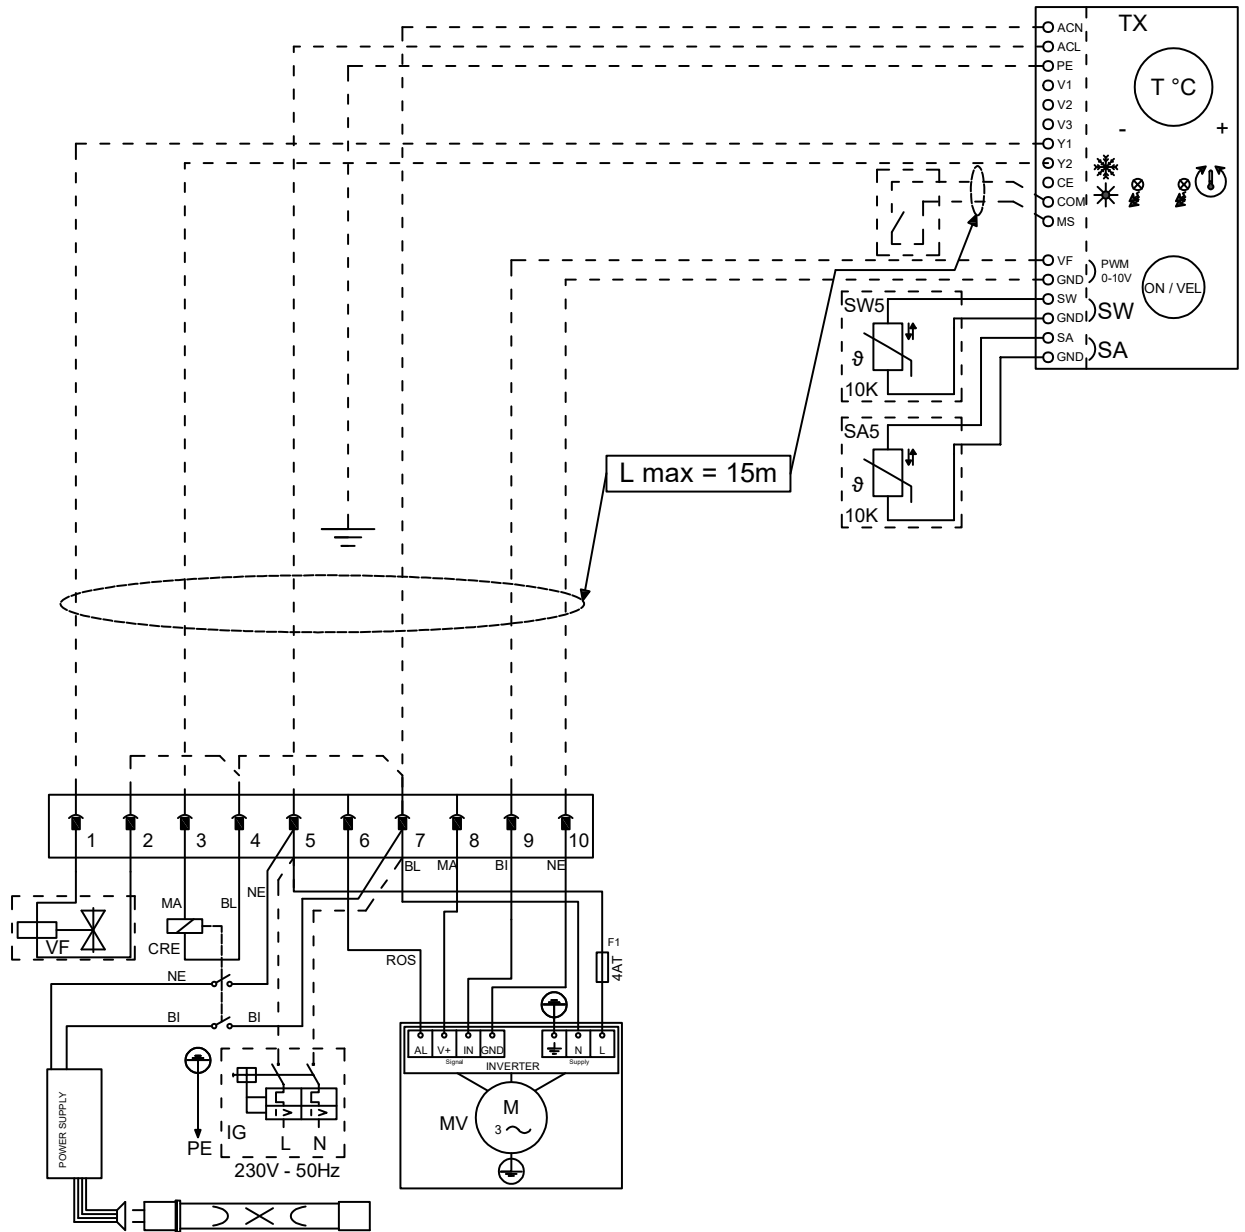 ACN
TX
ACL
PE
V1
T °C
V2
V3
- +
Y1
Y2
CE
COM
MS
VF
PWM
0-10V
GND
ON / VEL
SW
SW
GND
SA
SA
GND
SW5
ϑ
10K
SA5
ϑ
10K
L max = 15m
1 2 3 4 5 6 7 8 9 10
BL MA BI NE
NE
MA BL
VF
CRE
ROS
F1
4AT
NE
BI BI
AL V+ IN GND N L
Signal Supply
INVERTER
M
3
MV
POWER SUPPLY
PE
IG
L N
230V - 50Hz